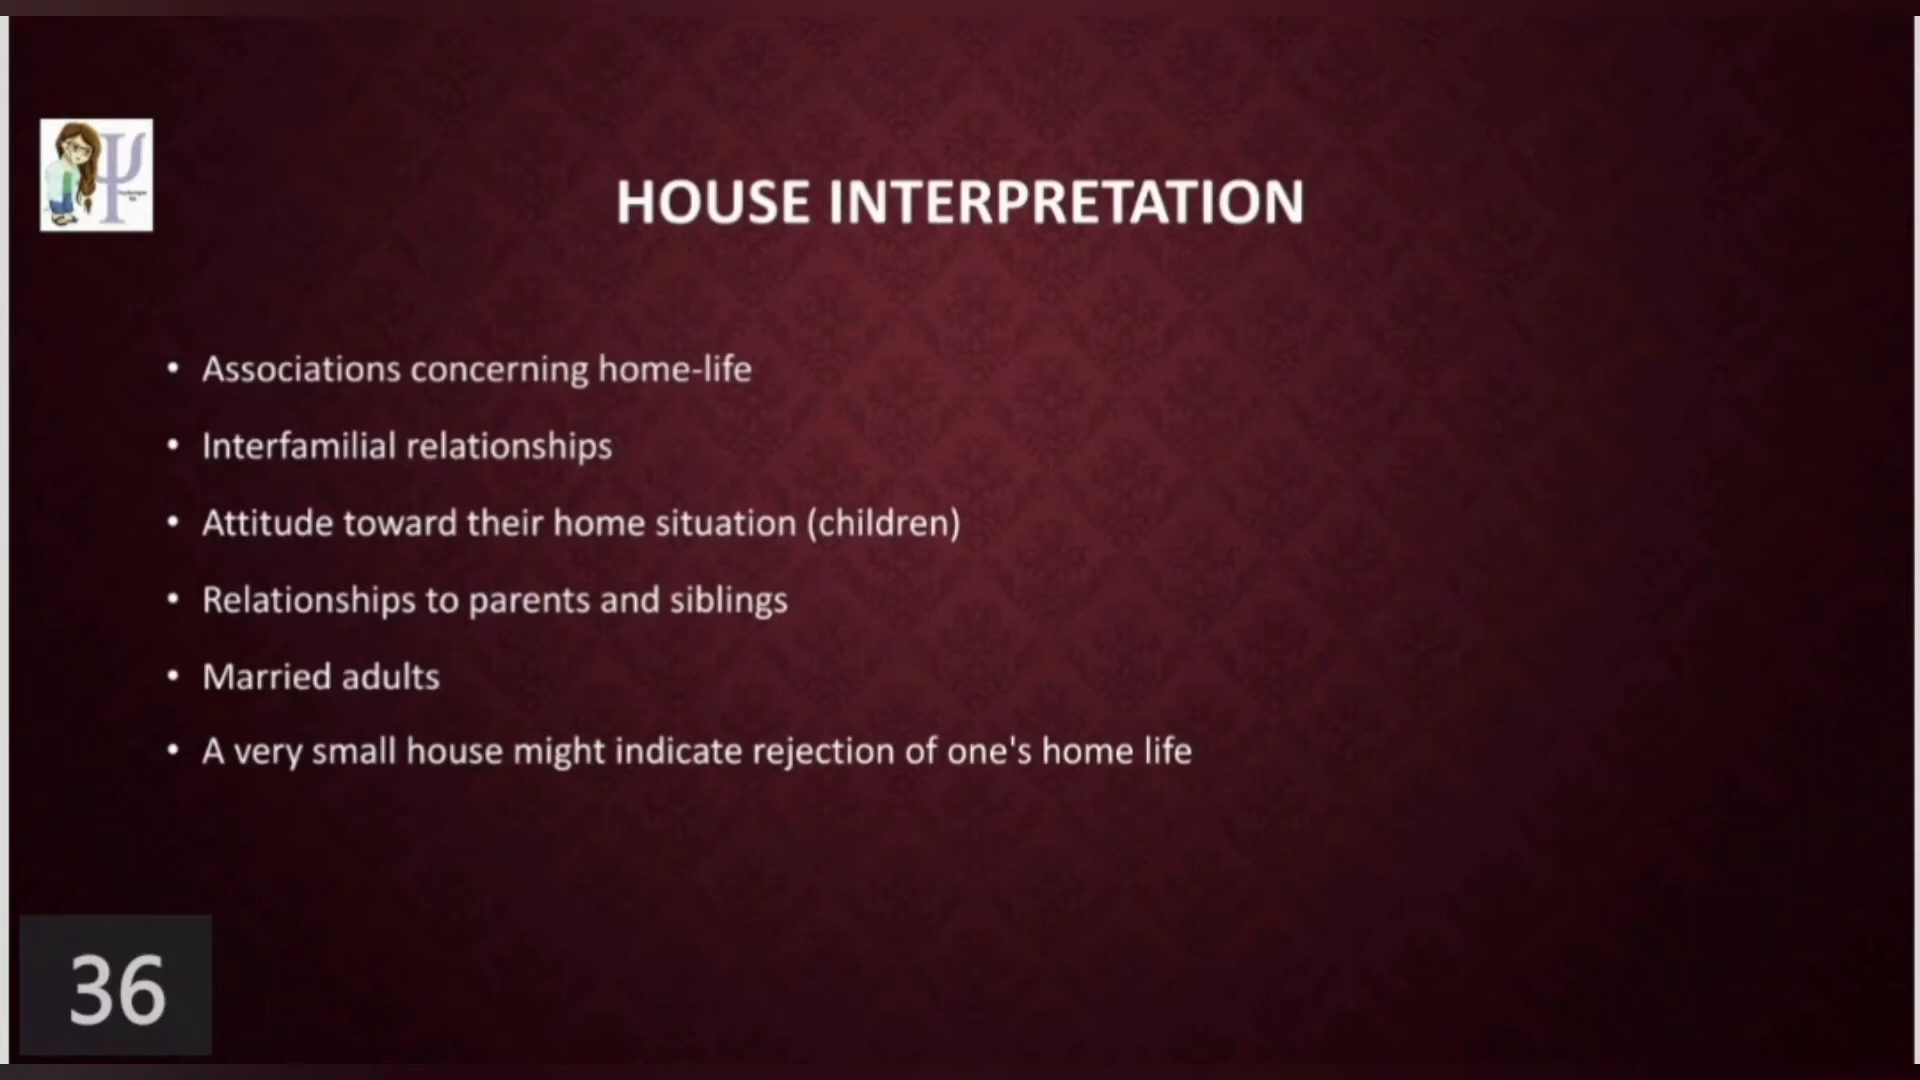 HOUSE INTERPRETATION
• Associations concerning home-life
• Interfamilial relationships
• Attitude toward their home situation (children)
• Relationships to parents and siblings
• Married adults
• A very small house might indicate rejection of one's home life
36